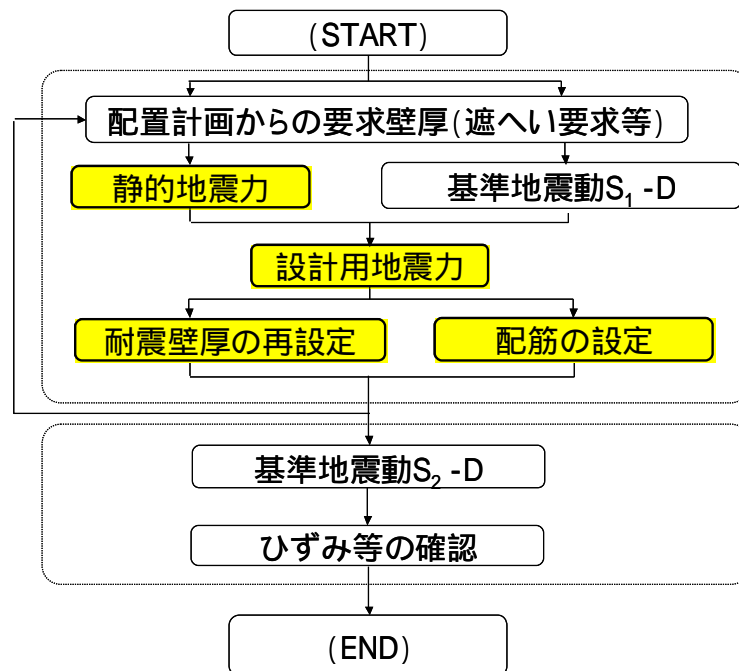 (START)
配置計画からの要求壁厚(遮へい要求等)
静的地震力
基準地震動S₁-D
設計用地震力
耐震壁厚の再設定
配筋の設定
基準地震動S₂-D
ひずみ等の確認
(END)